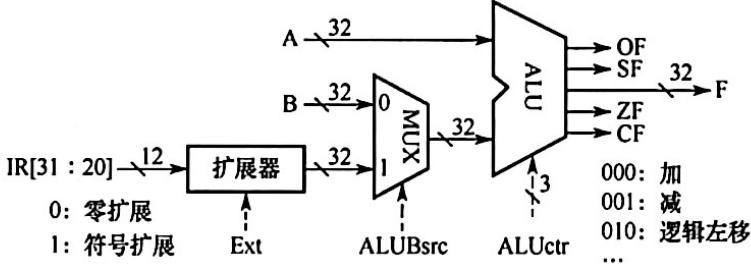 A 32
OF
SF
ALU
32 F
B 32 0
MUX
32
ZF
CF
IR[31：20] 12 扩展器 32 1
3
000：加
0：零扩展
001：减
1：符号扩展 Ext ALUBsrc ALUctr 010：逻辑左移
…